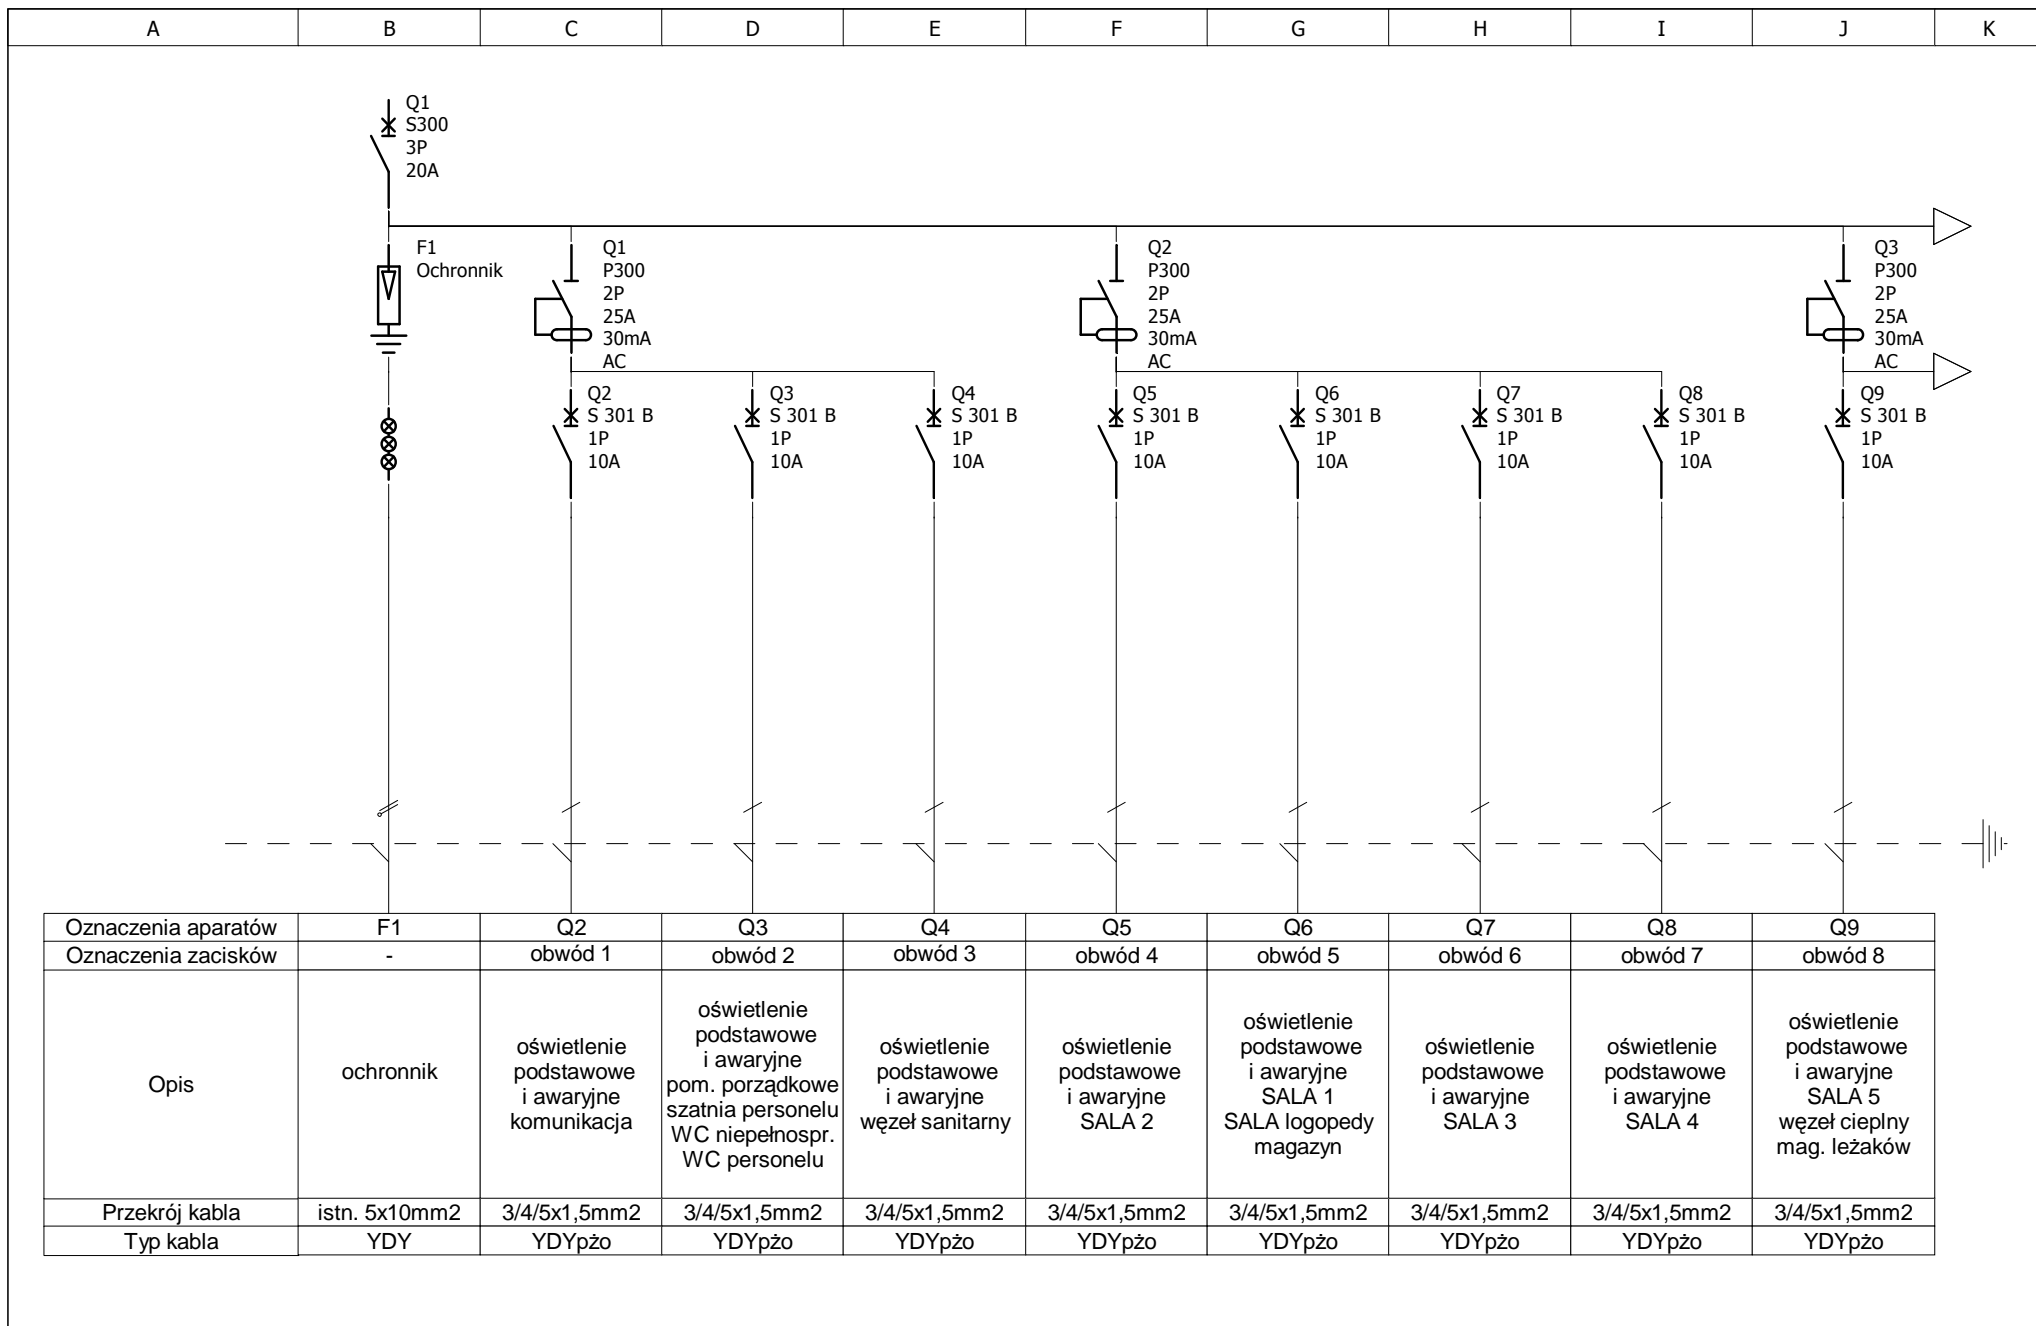 A B C D E F G H I J K
Q1
S300
3P
20A
F1
Ochronnik
Q1
P300
2P
25A
30mA
AC
Q2
P300
2P
25A
30mA
AC
Q3
P300
2P
25A
30mA
AC
Q2
S 301 B
1P
10A
Q3
S 301 B
1P
10A
Q4
S 301 B
1P
10A
Q5
S 301 B
1P
10A
Q6
S 301 B
1P
10A
Q7
S 301 B
1P
10A
Q8
S 301 B
1P
10A
Q9
S 301 B
1P
10A
Oznaczenia aparatów F1 Q2 Q3 Q4 Q5 Q6 Q7 Q8 Q9
Oznaczenia zacisków - obwód 1 obwód 2 obwód 3 obwód 4 obwód 5 obwód 6 obwód 7 obwód 8
Opis
ochronnik
oświetlenie
podstawowe
i awaryjne
komunikacja
oświetlenie
podstawowe
i awaryjne
pom. porządkowe
szatnia personelu
WC niepełnospr.
WC personelu
oświetlenie
podstawowe
i awaryjne
węzeł sanitarny
oświetlenie
podstawowe
i awaryjne
SALA 2
oświetlenie
podstawowe
i awaryjne
SALA 1
SALA logopedy
magazyn
oświetlenie
podstawowe
i awaryjne
SALA 3
oświetlenie
podstawowe
i awaryjne
SALA 4
oświetlenie
podstawowe
i awaryjne
SALA 5
węzeł cieplny
mag. leżaków
Przekrój kabla istn. 5x10mm2 3/4/5x1,5mm2 3/4/5x1,5mm2 3/4/5x1,5mm2 3/4/5x1,5mm2 3/4/5x1,5mm2 3/4/5x1,5mm2 3/4/5x1,5mm2 3/4/5x1,5mm2
Typ kabla YDY YDYpżo YDYpżo YDYpżo YDYpżo YDYpżo YDYpżo YDYpżo YDYpżo